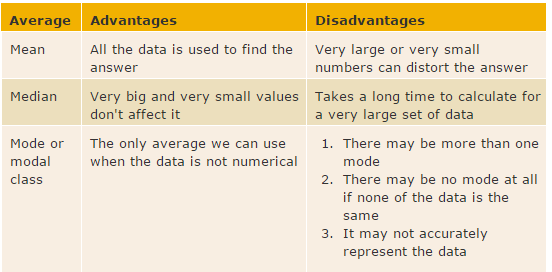 Average Advantages Disadvantages
Mean
All the data is used to find the
answer
Very large or very small
numbers can distort the answer
Median
Very big and very small values
don't affect it
Takes a long time to calculate for
a very large set of data
Mode or
modal
class
The only average we can use
when the data is not numerical
1. There may be more than one
mode
2. There may be no mode at all
if none of the data is the
same
3. It may not accurately
represent the data